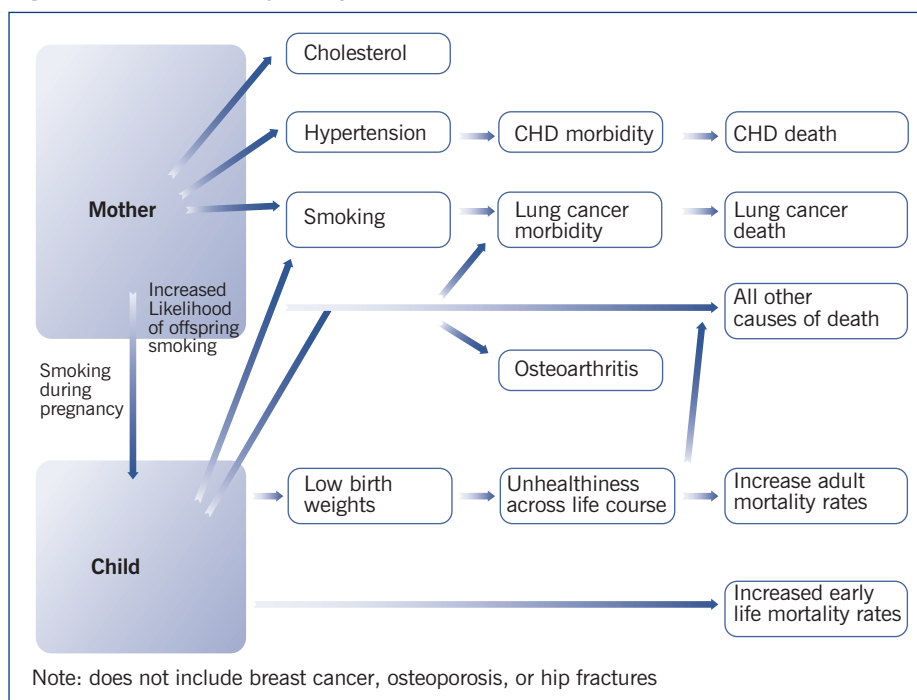 Cholesterol
Hypertension
CHD morbidity
CHD death
Mother
Smoking
Lung cancer
morbidity
Lung cancer
death
Increased
Likelihood
of offspring
smoking
All other
causes of death
Smoking
during
pregnancy
Osteoarthritis
Low birth
weights
Unhealthiness
across life course
Increase adult
mortality rates
Child
Increased early
life mortality rates
Note: does not include breast cancer, osteoporosis, or hip fractures